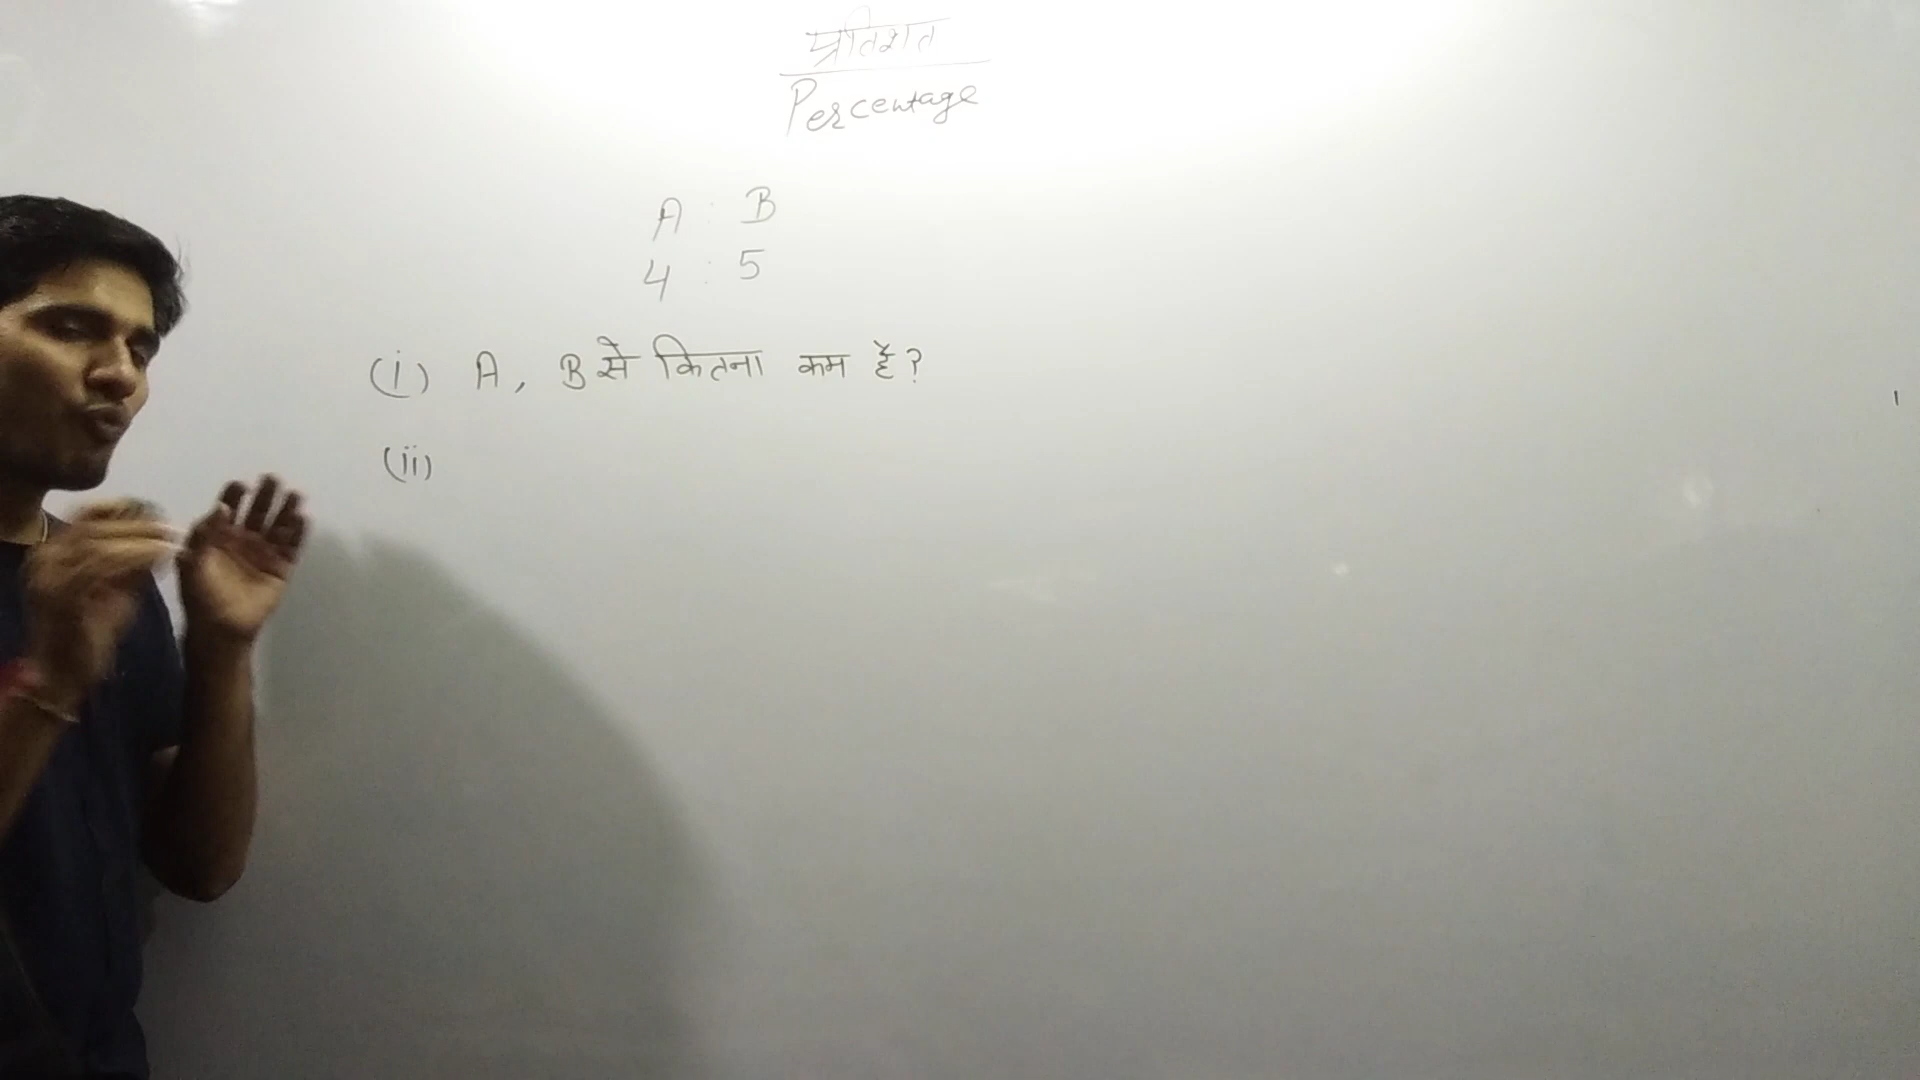 प्रतिशत
Percentage
A : B
4 : 5
(i) A, B से कितना कम है?
(ii)